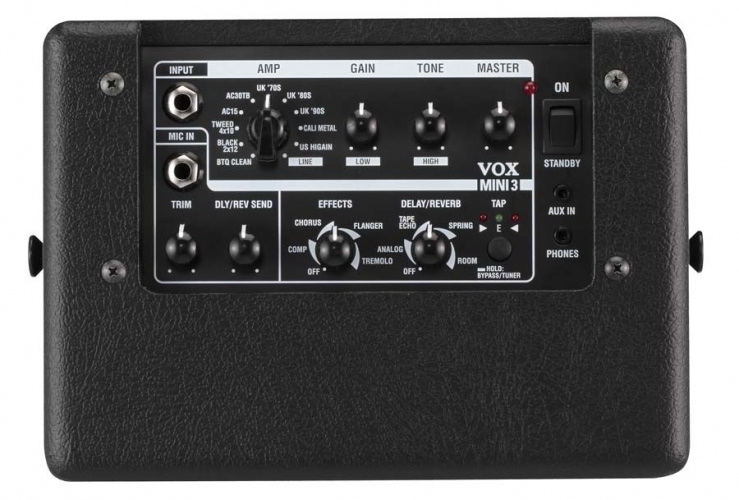 INPUT
AMP
GAIN
TONE
MASTER
ON
UK '70S
AC30TB
UK '80S
AC15
UK '90S
TWEED
4x10
CALI METAL
BLACK
2x12
US HIGAIN
BTQ CLEAN
LINE
LOW
HIGH
MIC IN
STANDBY
VOX
MINI 3
TRIM
DLY/REV SEND
EFFECTS
DELAY/REVERB
TAP
AUX IN
CHORUS
FLANGER
COMP
TREMOLO
OFF
TAPE
ECHO
SPRING
ANALOG
ROOM
OFF
E
HOLD:
BYPASS/TUNER
PHONES